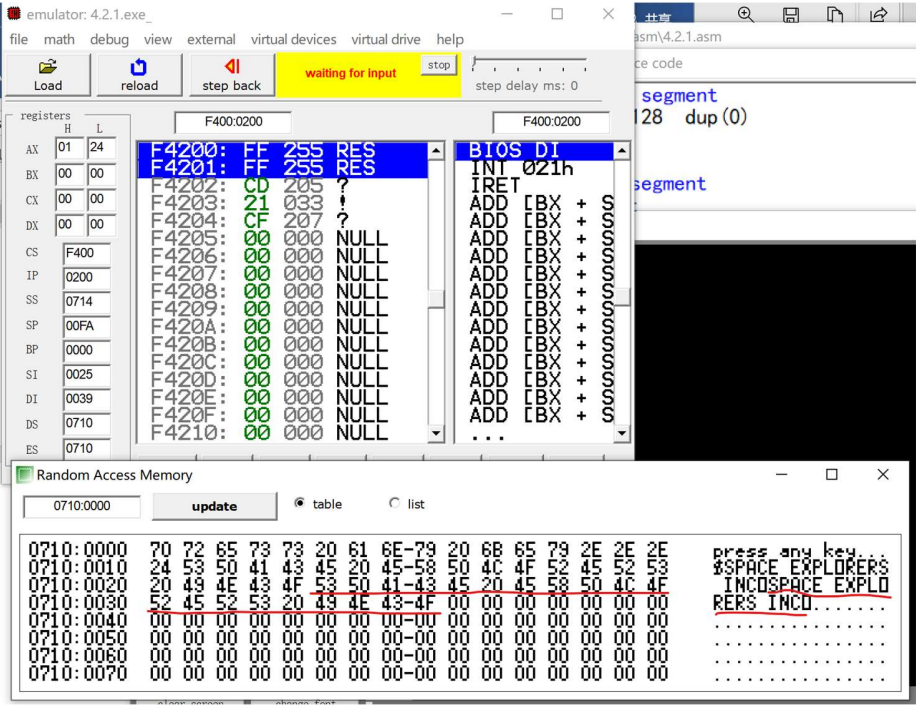 emulator: 4.2.1.exe_
共享
asm\4.2.1.asm
file math debug view external virtual devices virtual drive help
Load
reload
step back
waiting for input
stop
step delay ms: 0
ce code
segment
128 dup(0)
segment
registers
H L
F400:0200
F400:0200
AX 01 24
BX 00 00
CX 00 00
DX 00 00
CS F400
IP 0200
SS 0714
SP 00FA
BP 0000
SI 0025
DI 0039
DS 0710
ES 0710
F4200: FF 255 RES
F4201: FF 255 RES
F4202: CD 205 ?
F4203: 21 033 !
F4204: CF 207 ?
F4205: 00 000 NULL
F4206: 00 000 NULL
F4207: 00 000 NULL
F4208: 00 000 NULL
F4209: 00 000 NULL
F420A: 00 000 NULL
F420B: 00 000 NULL
F420C: 00 000 NULL
F420D: 00 000 NULL
F420E: 00 000 NULL
F420F: 00 000 NULL
F4210: 00 000 NULL
BIOS DI
INT 021h
IRET
ADD [BX + S
ADD [BX + S
ADD [BX + S
ADD [BX + S
ADD [BX + S
ADD [BX + S
ADD [BX + S
ADD [BX + S
ADD [BX + S
ADD [BX + S
ADD [BX + S
ADD [BX + S
ADD [BX + S
...
Random Access Memory
0710:0000
update
table
list
0710:0000 70 72 65 73 73 20 61 6E-79 20 6B 65 79 2E 2E 2E press any key...
0710:0010 24 53 50 41 43 45 20 45-58 50 4C 4F 52 45 52 53 $SPACE EXPLORERS
0710:0020 20 49 4E 43 4F 53 50 41-43 45 20 45 58 50 4C 4F INCOSPACE EXPLO
0710:0030 52 45 52 53 20 49 4E 43-4F 00 00 00 00 00 00 00 RERS INCO.......
0710:0040 00 00 00 00 00 00 00 00-00 00 00 00 00 00 00 00 ................
0710:0050 00 00 00 00 00 00 00 00-00 00 00 00 00 00 00 00 ................
0710:0060 00 00 00 00 00 00 00 00-00 00 00 00 00 00 00 00 ................
0710:0070 00 00 00 00 00 00 00 00-00 00 00 00 00 00 00 00 ................
clear screen
change font